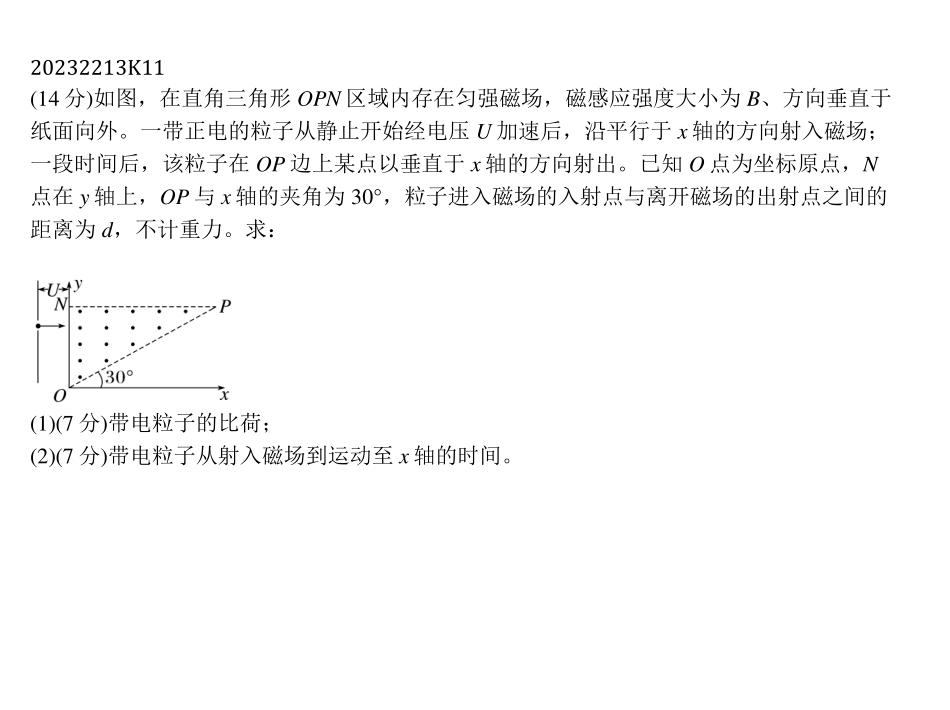 20232213K11
(14 分)如图，在直角三角形 OPN 区域内存在匀强磁场，磁感应强度大小为 B、方向垂直于
纸面向外。一带正电的粒子从静止开始经电压 U 加速后，沿平行于 x 轴的方向射入磁场；
一段时间后，该粒子在 OP 边上某点以垂直于 x 轴的方向射出。已知 O 点为坐标原点，N
点在 y 轴上，OP 与 x 轴的夹角为 30°，粒子进入磁场的入射点与离开磁场的出射点之间的
距离为 d，不计重力。求：
U y
N P
30°
O x
(1)(7 分)带电粒子的比荷；
(2)(7 分)带电粒子从射入磁场到运动至 x 轴的时间。